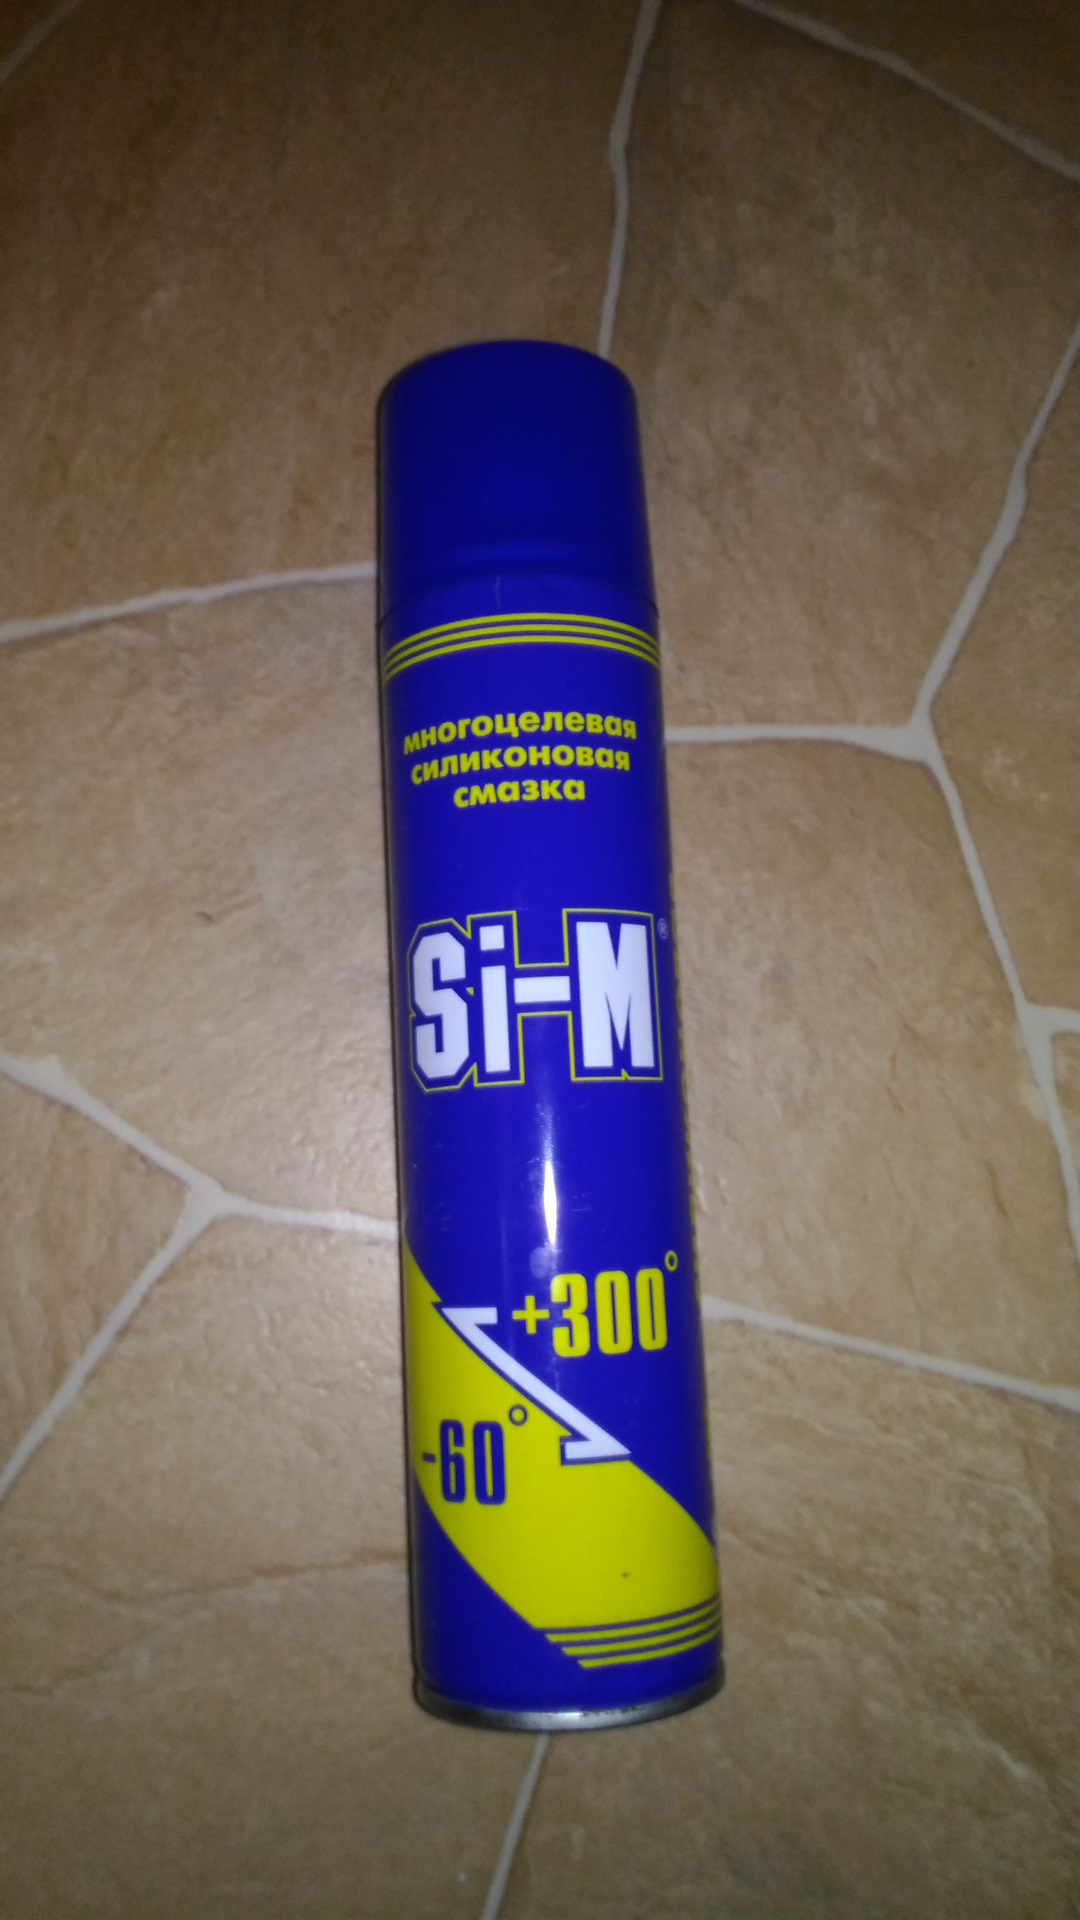 многоцелевая
силиконовая
смазка
Si-M®
+300°
-60°